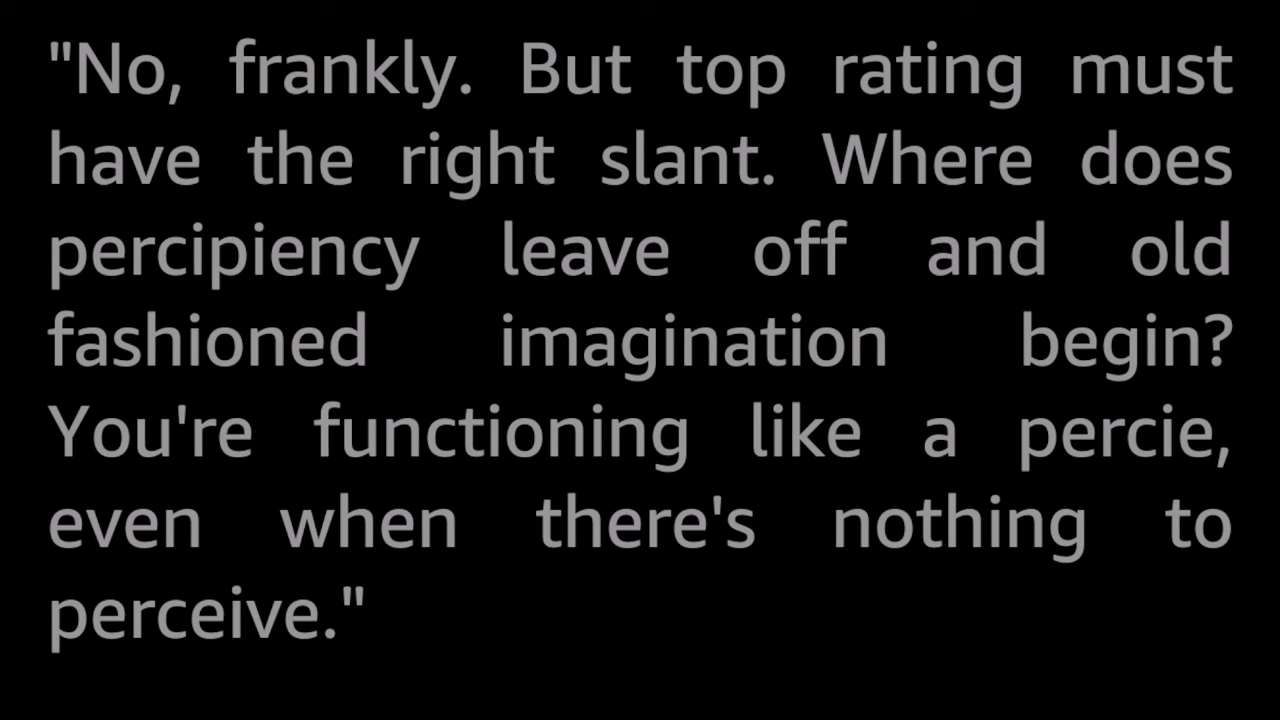 "No, frankly. But top rating must
have the right slant. Where does
percipiency leave off and old
fashioned imagination begin?
You're functioning like a percie,
even when there's nothing to
perceive."